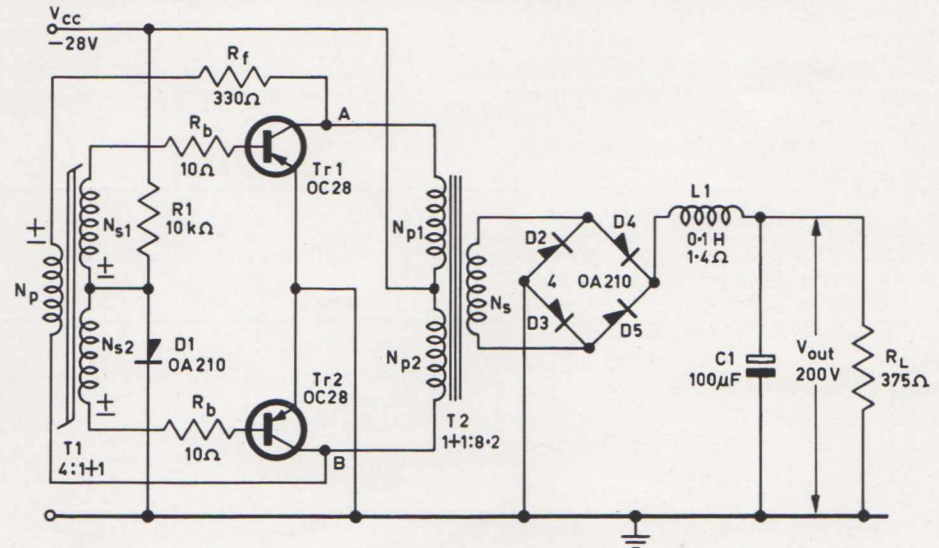 Vcc
−28V
Rf
330Ω
A
Rb
10Ω
Tr1
OC28
R1
10kΩ
Ns1
±
±
Np
Ns2
±
D1
OA210
Rb
10Ω
Tr2
OC28
B
T1
4:1+1
Np1
Np2
Ns
T2
1+1:8·2
D2
D4
4 OA210
D3
D5
L1
0·1H
1·4Ω
C1
100μF
Vout
200V
RL
375Ω